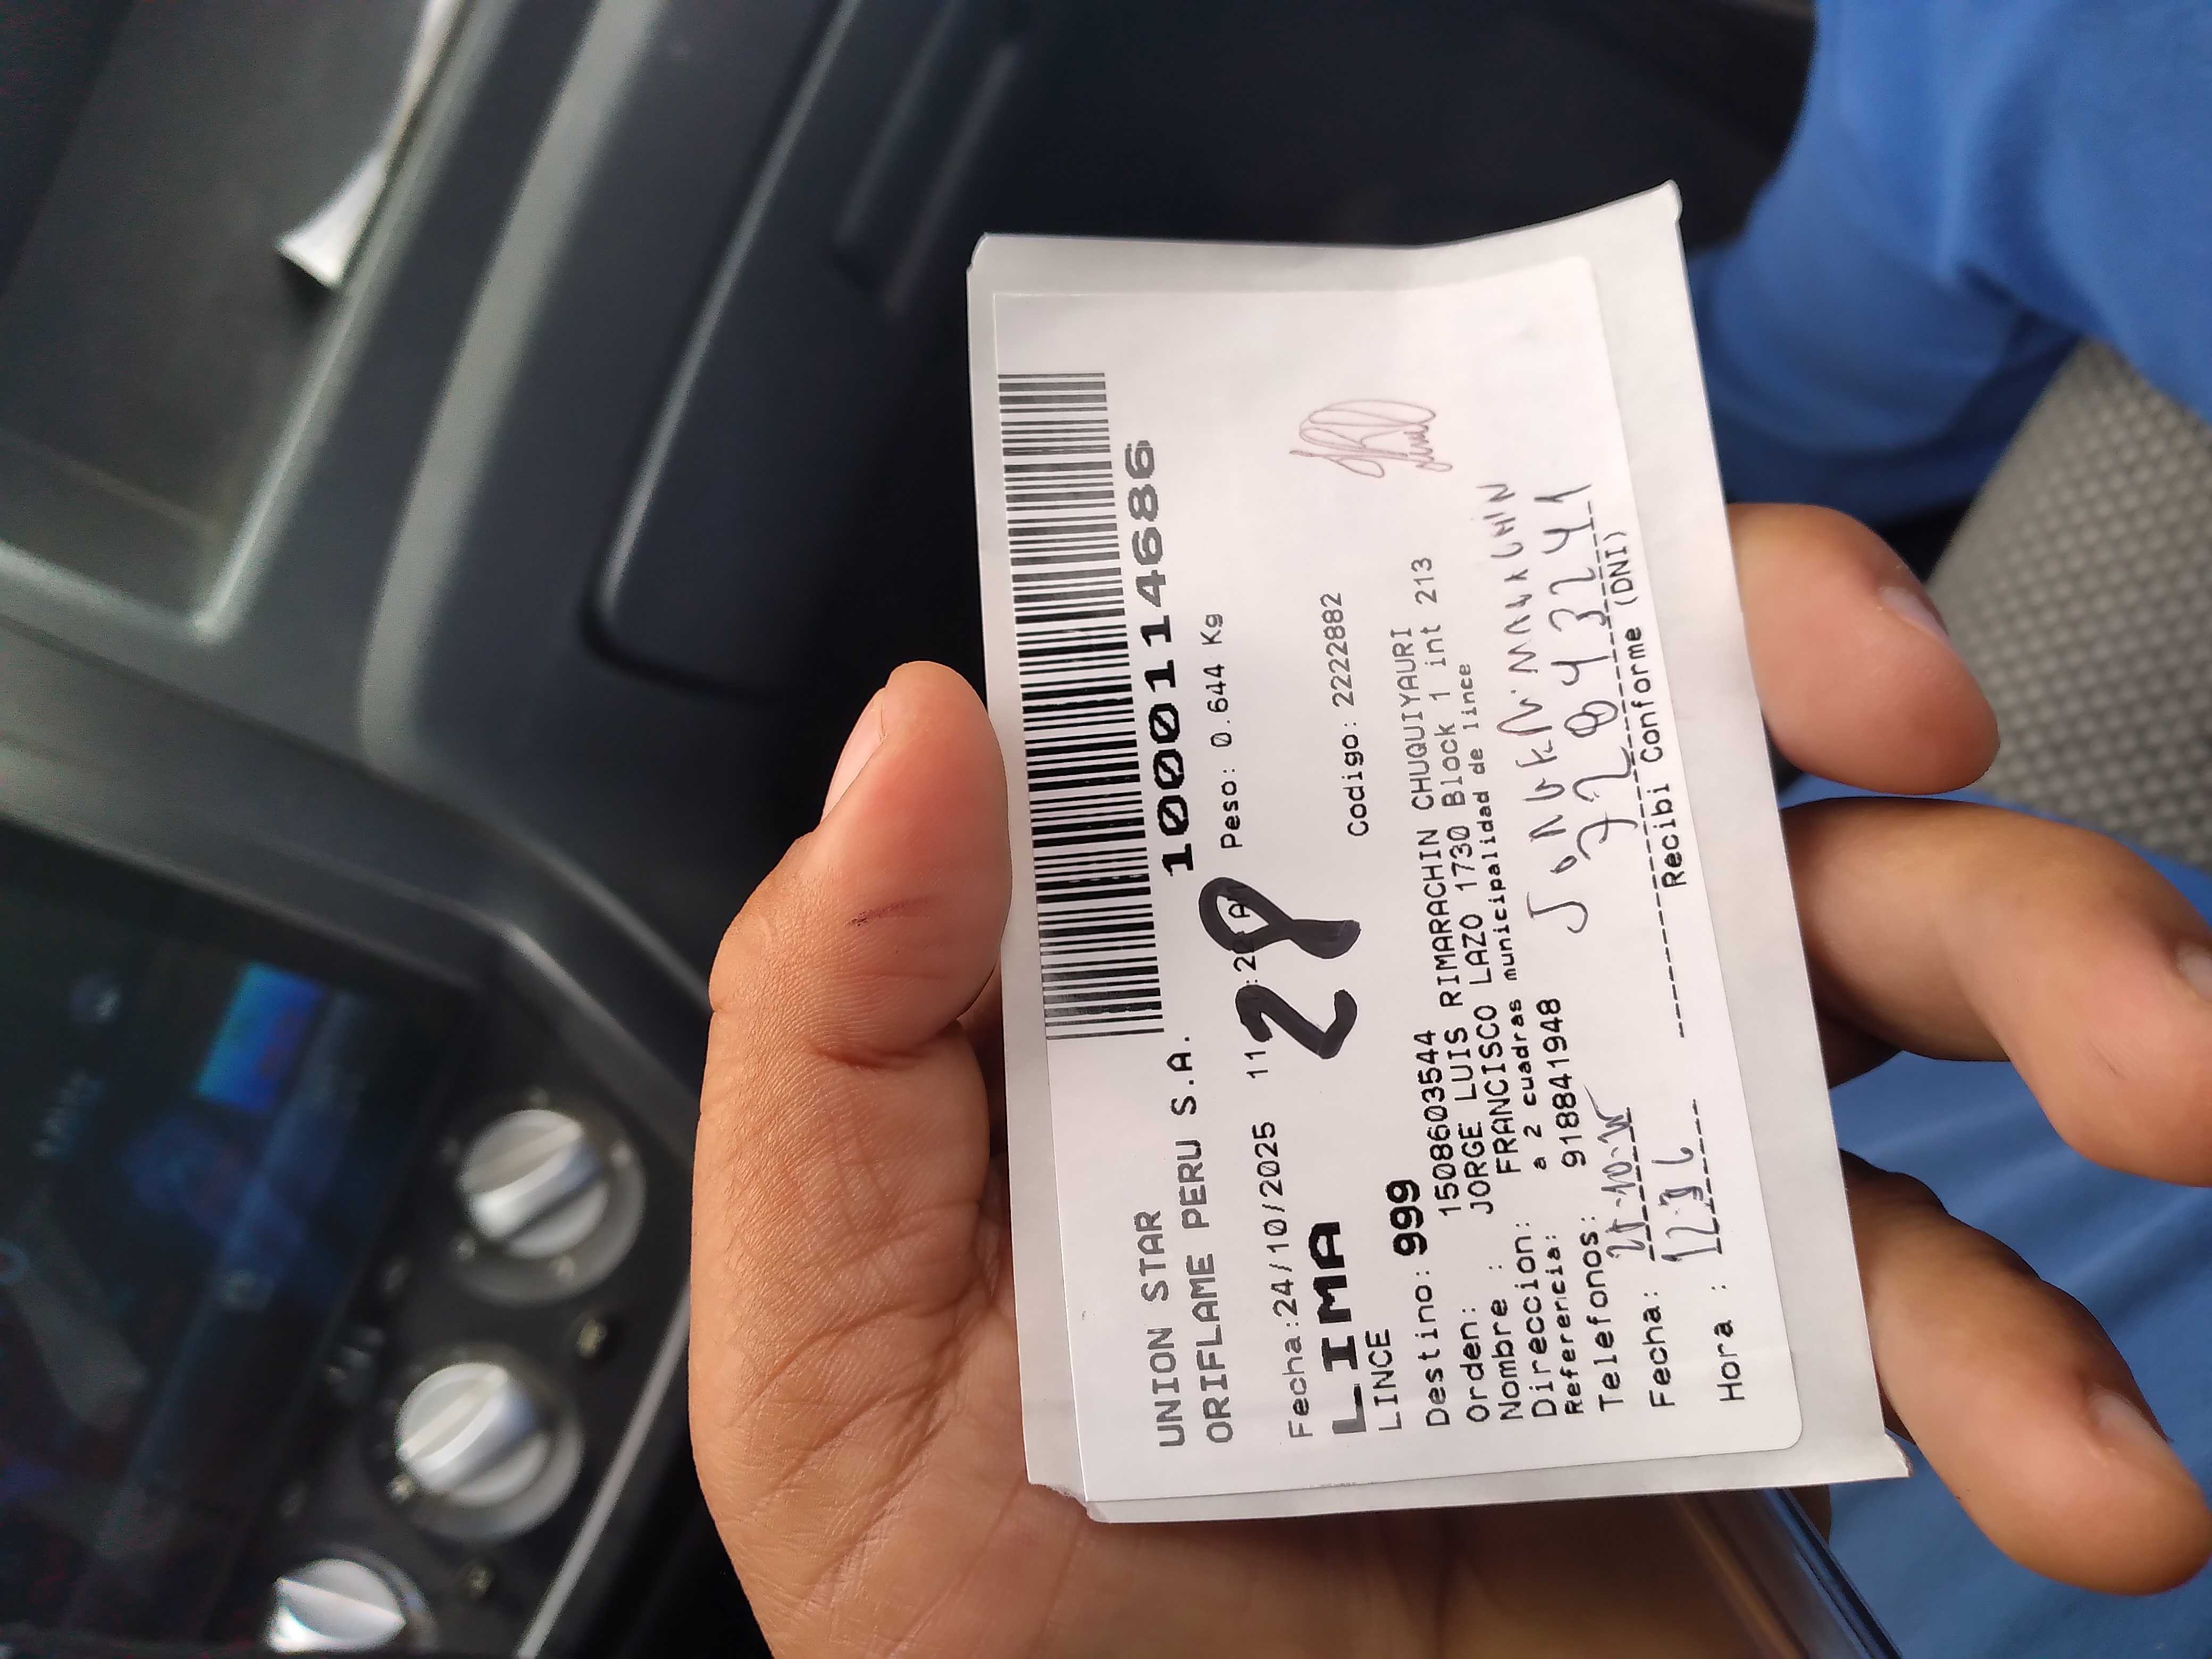 UNION STAR
ORIFLAME PERU S.A.
10001114686
Fecha:24/10/2025 11
Peso: 0.644 Kg
28
LIMA
LINCE
Codigo: 22222882
Destino: 999
Orden: 1508603544
Nombre : JORGE LUIS RIMARACHIN CHUQUIYAURI
Direccion: FRANCISCO LAZO 1730 Block 1 int 213
Referencia: a 2 cuadras municipalidad de lince
Telefonos: 918841948
72843241
Fecha:
Hora :
Recibi Conforme (DNI)